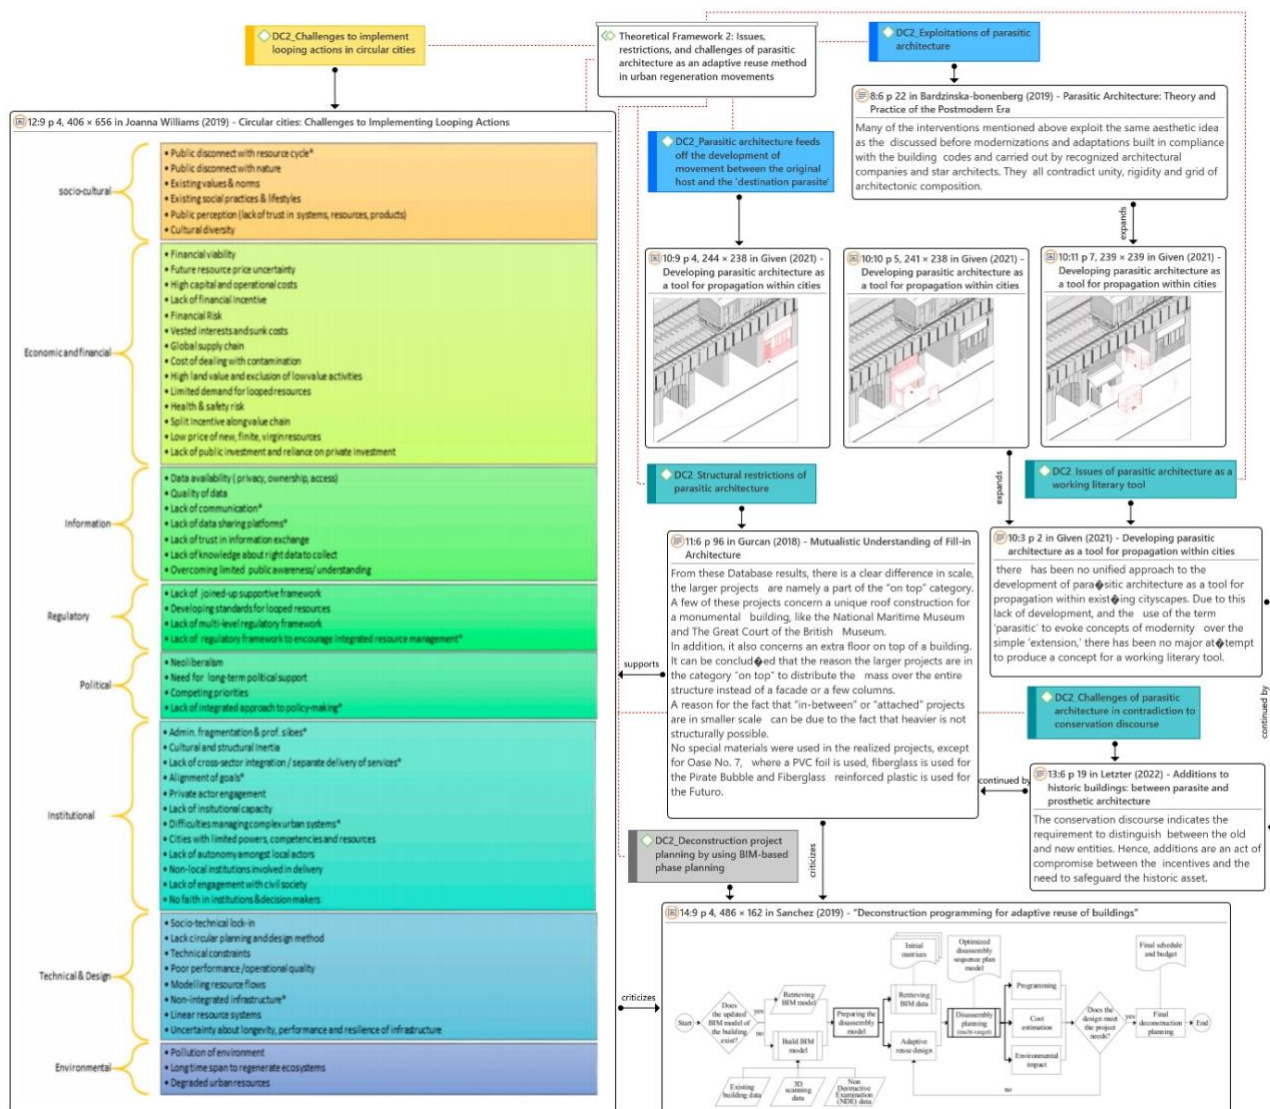 DC2_Challenges to implement
looping actions in circular cities
Theoretical Framework 2: Issues,
restrictions, and challenges of parasitic
architecture as an adaptive reuse method
in urban regeneration movements
DC2_Exploitations of parasitic
architecture
12:9 p 4, 406 × 656 in Joanna Williams (2019) - Circular cities: Challenges to Implementing Looping Actions
socio-cultural
• Public disconnect with resource cycle*
• Public disconnect with nature
• Existing values & norms
• Existing social practices & lifestyles
• Public perception (lack of trust in systems, resources, products)
• Cultural diversity
Economic and financial
• Financial viability
• Future resource price uncertainty
• High capital and operational costs
• Lack of financial incentive
• Financial Risk
• Vested interests and sunk costs
• Global supply chain
• Cost of dealing with contamination
• High land value and exclusion of low value activities
• Limited demand for looped resources
• Health & safety risk
• Split incentive along value chain
• Low price of new, finite, virgin resources
• Lack of public investment and reliance on private investment
Information
• Data availability ( privacy, ownership, access)
• Quality of data
• Lack of communication*
• Lack of data sharing platforms*
• Lack of trust in information exchange
• Lack of knowledge about right data to collect
• Overcoming limited public awareness/ understanding
Regulatory
• Lack of joined-up supportive framework
• Developing standards for looped resources
• Lack of multi-level regulatory framework
• Lack of regulatory framework to encourage integrated resource management*
Political
• Neoliberalism
• Need for long-term political support
• Competing priorities
• Lack of integrated approach to policy-making*
Institutional
• Admin. fragmentation & prof. siloes*
• Cultural and structural inertia
• Lack of cross-sector integration / separate delivery of services*
• Alignment of goals*
• Private actor engagement
• Lack of insitutional capacity
• Difficulties managing complex urban systems*
• Cities with limited powers, competencies and resources
• Lack of autonomy amongst local actors
• Non-local institutions involved in delivery
• Lack of engagement with civil society
• No faith in institutions & decision makers
Technical & Design
• Socio-technical lock-in
• Lack circular planning and design method
• Technical constraints
• Poor performance /operational quality
• Modelling resource flows
• Non-integrated infrastructure*
• Linear resource systems
• Uncertainty about longevity, performance and resilience of infrastructure
Environmental
• Pollution of environment
• Long time span to regenerate ecosystems
• Degraded urban resources
8:6 p 22 in Bardzinska-bonenberg (2019) - Parasitic Architecture: Theory and
Practice of the Postmodern Era
Many of the interventions mentioned above exploit the same aesthetic idea
as the discussed before modernizations and adaptations built in compliance
with the building codes and carried out by recognized architectural
companies and star architects. They all contradict unity, rigidity and grid of
architectonic composition.
DC2_Parasitic architecture feeds
off the development of
movement between the original
host and the 'destination parasite'
expands
10:9 p 4, 244 × 238 in Given (2021) -
Developing parasitic architecture as
a tool for propagation within cities
10:10 p 5, 241 × 238 in Given (2021) -
Developing parasitic architecture as
a tool for propagation within cities
10:11 p 7, 239 × 239 in Given (2021) -
Developing parasitic architecture as
a tool for propagation within cities
DC2_Structural restrictions of
parasitic architecture
expands
DC2_Issues of parasitic architecture as a
working literary tool
11:6 p 96 in Gurcan (2018) - Mutualistic Understanding of Fill-in
Architecture
From these Database results, there is a clear difference in scale,
the larger projects are namely a part of the “on top” category.
A few of these projects concern a unique roof construction for
a monumental building, like the National Maritime Museum
and The Great Court of the British Museum.
In addition, it also concerns an extra floor on top of a building.
It can be conclud�ed that the reason the larger projects are in
the category “on top” to distribute the mass over the entire
structure instead of a facade or a few columns.
A reason for the fact that “in-between” or “attached” projects
are in smaller scale can be due to the fact that heavier is not
structurally possible.
No special materials were used in the realized projects, except
for Oase No. 7, where a PVC foil is used, fiberglass is used for
the Pirate Bubble and Fiberglass reinforced plastic is used for
the Futuro.
10:3 p 2 in Given (2021) - Developing parasitic
architecture as a tool for propagation within cities
there has been no unified approach to the
development of para�sitic architecture as a tool for
propagation within exist�ing cityscapes. Due to this
lack of development, and the use of the term
'parasitic' to evoke concepts of modernity over the
simple 'extension,' there has been no major at�tempt
to produce a concept for a working literary tool.
supports
continued by
DC2_Challenges of parasitic
architecture in contradiction to
conservation discourse
continued by
13:6 p 19 in Letzter (2022) - Additions to
historic buildings: between parasite and
prosthetic architecture
The conservation discourse indicates the
requirement to distinguish between the old
and new entities. Hence, additions are an act of
compromise between the incentives and the
need to safeguard the historic asset.
DC2_Deconstruction project
planning by using BIM-based
phase planning
criticizes
criticizes
14:9 p 4, 486 × 162 in Sanchez (2019) - “Deconstruction programming for adaptive reuse of buildings”
Start
Does
the updated
BIM model of
the building
exist?
yes
no
Retrieving
BIM model
Build BIM
model
Existing
building data
3D
scanning
data
Non
Destructive
Examination
(NDE) data
Preparing the
disassembly
model
Initial
matrices
Retrieving
BIM data
Adaptive
reuse design
Optimized
disassembly
sequence plan
model
Disassembly
planning
(multi-target)
Programming
Cost
estimation
Environmental
impact
Does the
design meet
the project
needs?
yes
no
Final schedule
and budget
Final
deconstruction
planning
End